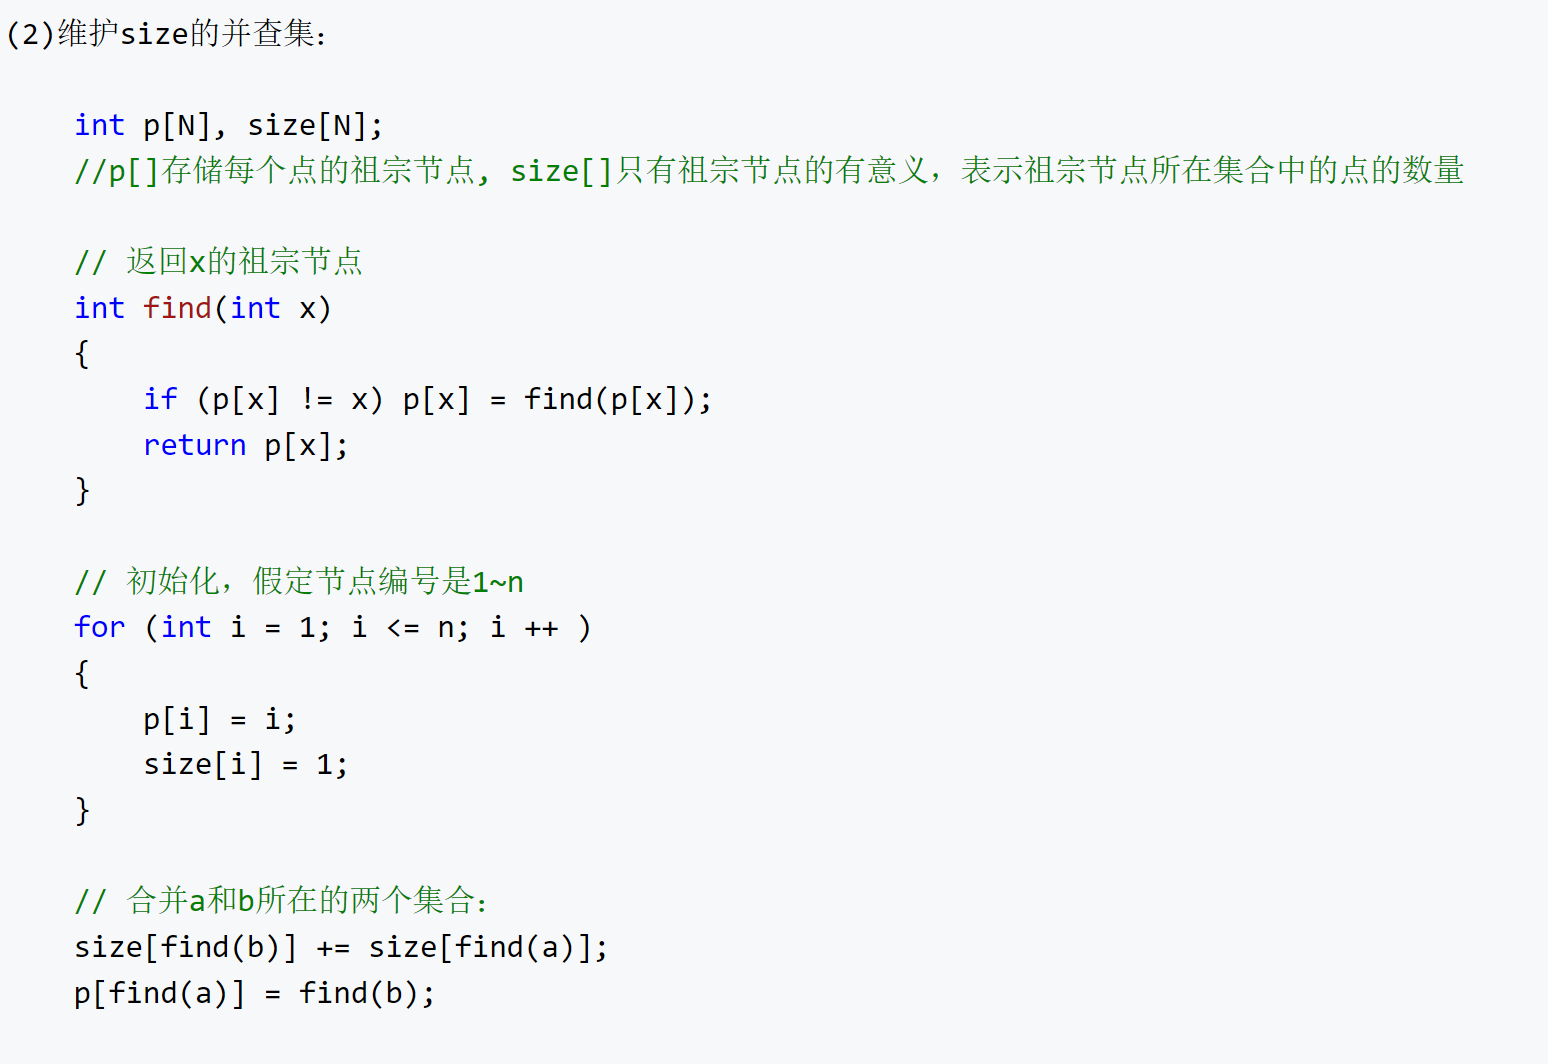 (2)维护size的并查集：
int p[N], size[N];
//p[]存储每个点的祖宗节点, size[]只有祖宗节点的有意义，表示祖宗节点所在集合中的点的数量
// 返回x的祖宗节点
int find(int x)
{
if (p[x] != x) p[x] = find(p[x]);
return p[x];
}
// 初始化，假定节点编号是1~n
for (int i = 1; i <= n; i ++ )
{
p[i] = i;
size[i] = 1;
}
// 合并a和b所在的两个集合：
size[find(b)] += size[find(a)];
p[find(a)] = find(b);